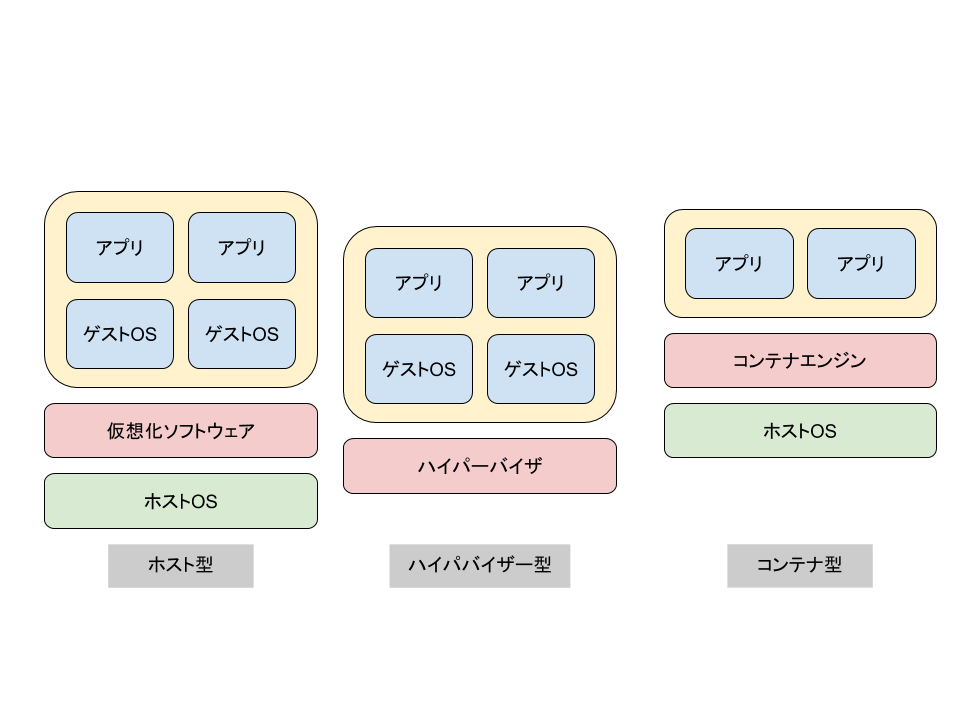 アプリ
アプリ
ゲストOS
ゲストOS
仮想化ソフトウェア
ホストOS
ホスト型
アプリ
アプリ
ゲストOS
ゲストOS
ハイパーバイザ
ハイパバイザー型
アプリ
アプリ
コンテナエンジン
ホストOS
コンテナ型